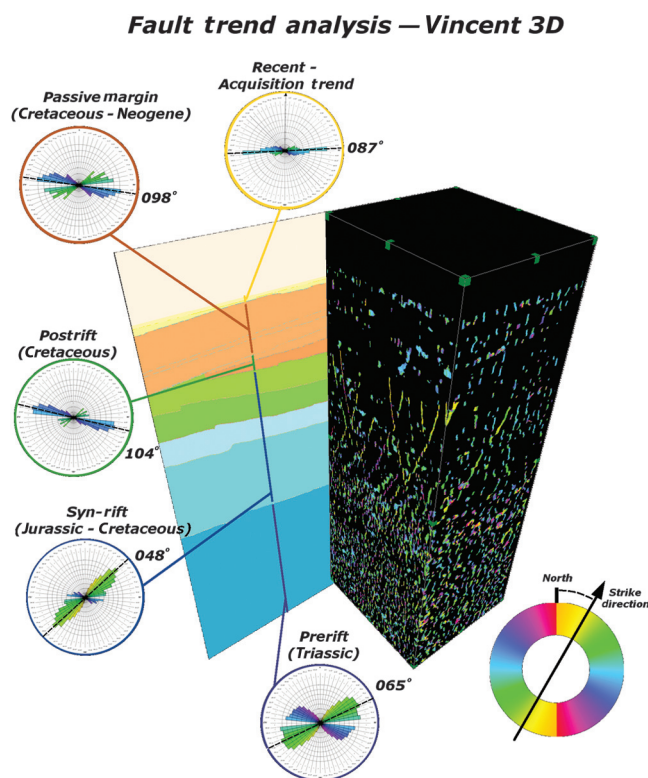 Fault trend analysis — Vincent 3D
Passive margin
(Cretaceous - Neogene)
098°
Recent -
Acquisition trend
087°
Postrift
(Cretaceous)
104°
Syn-rift
(Jurassic - Cretaceous)
048°
Prerift
(Triassic)
065°
North
Strike
direction